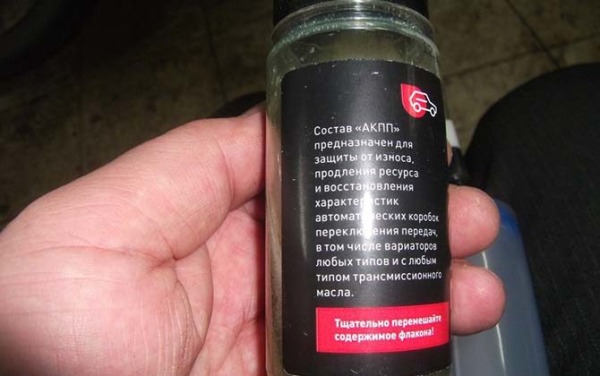 Состав «АКПП»
предназначен для
защиты от износа,
продления ресурса
и восстановления
характеристик
автоматических коробок
переключения передач,
в том числе вариаторов
любых типов и с любым
типом трансмиссионного
масла.
Тщательно перемешайте
содержимое флакона!